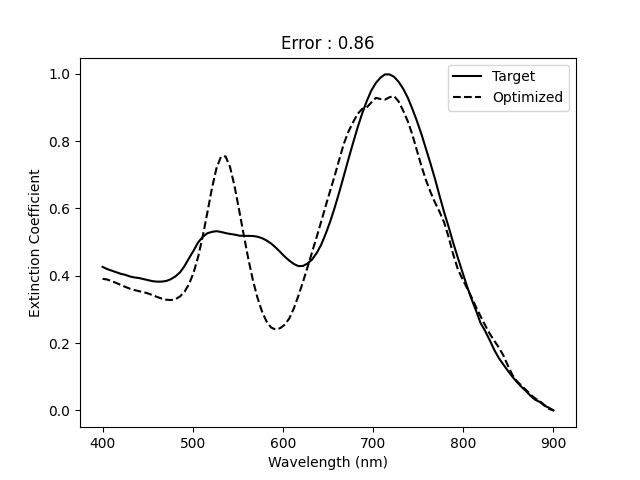 Error : 0.86
Target
Optimized
1.0
0.8
0.6
0.4
0.2
0.0
Extinction Coefficient
400 500 600 700 800 900
Wavelength (nm)